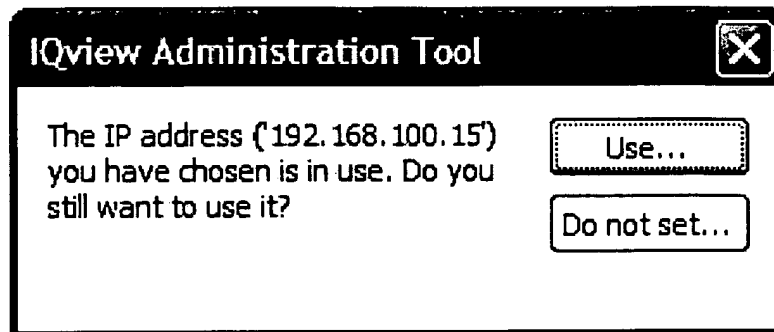 IQview Administration Tool
The IP address ('192.168.100.15')
you have chosen is in use. Do you
still want to use it?
Use...
Do not set...